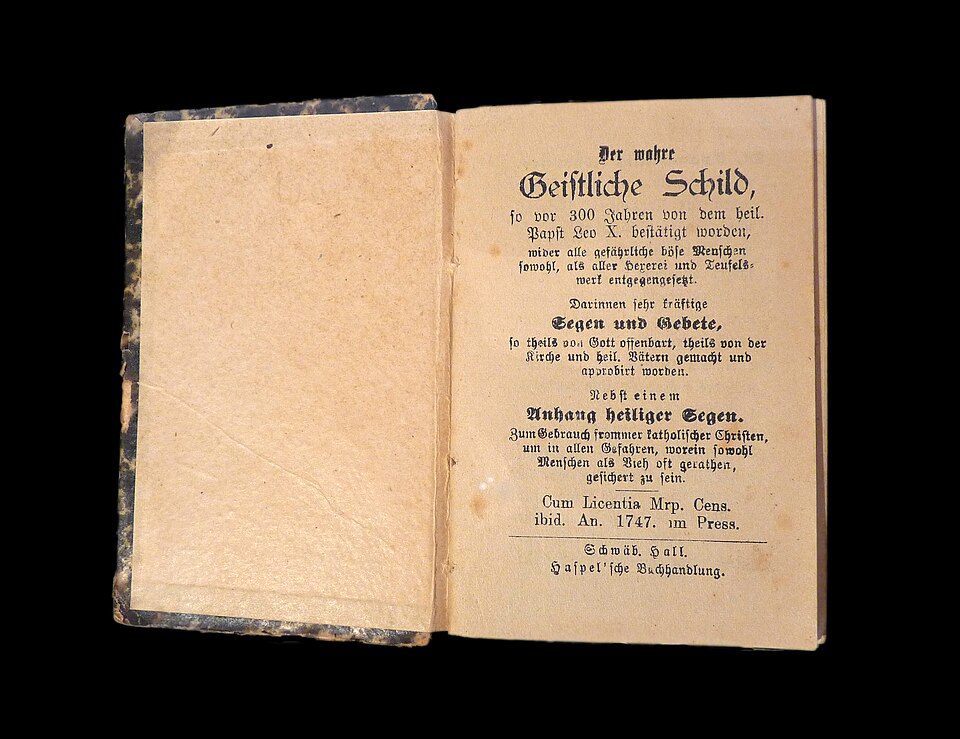 Der wahre
Geistliche Schild,
so vor 300 Jahren von dem heil.
Papst Leo X. bestätigt worden,
wider alle gefährliche böse Menschen
sowohl, als aller Hexerei und Teufels-
werk entgegengesetzt.
Darinnen sehr kräftige
Segen und Gebete,
so theils von Gott offenbart, theils von der
Kirche und heil. Vätern gemacht und
approbirt worden.
Nebst einem
Anhang heiliger Segen.
Zum Gebrauch frommer katholischer Christen,
um in allen Gefahren, worein sowohl
Menschen als Vieh oft gerathen,
gesichert zu sein.
Cum Licentia Mrp. Cens.
ibid. An. 1747. im Press.
Schwäb. Hall.
Haspel'sche Buchhandlung.